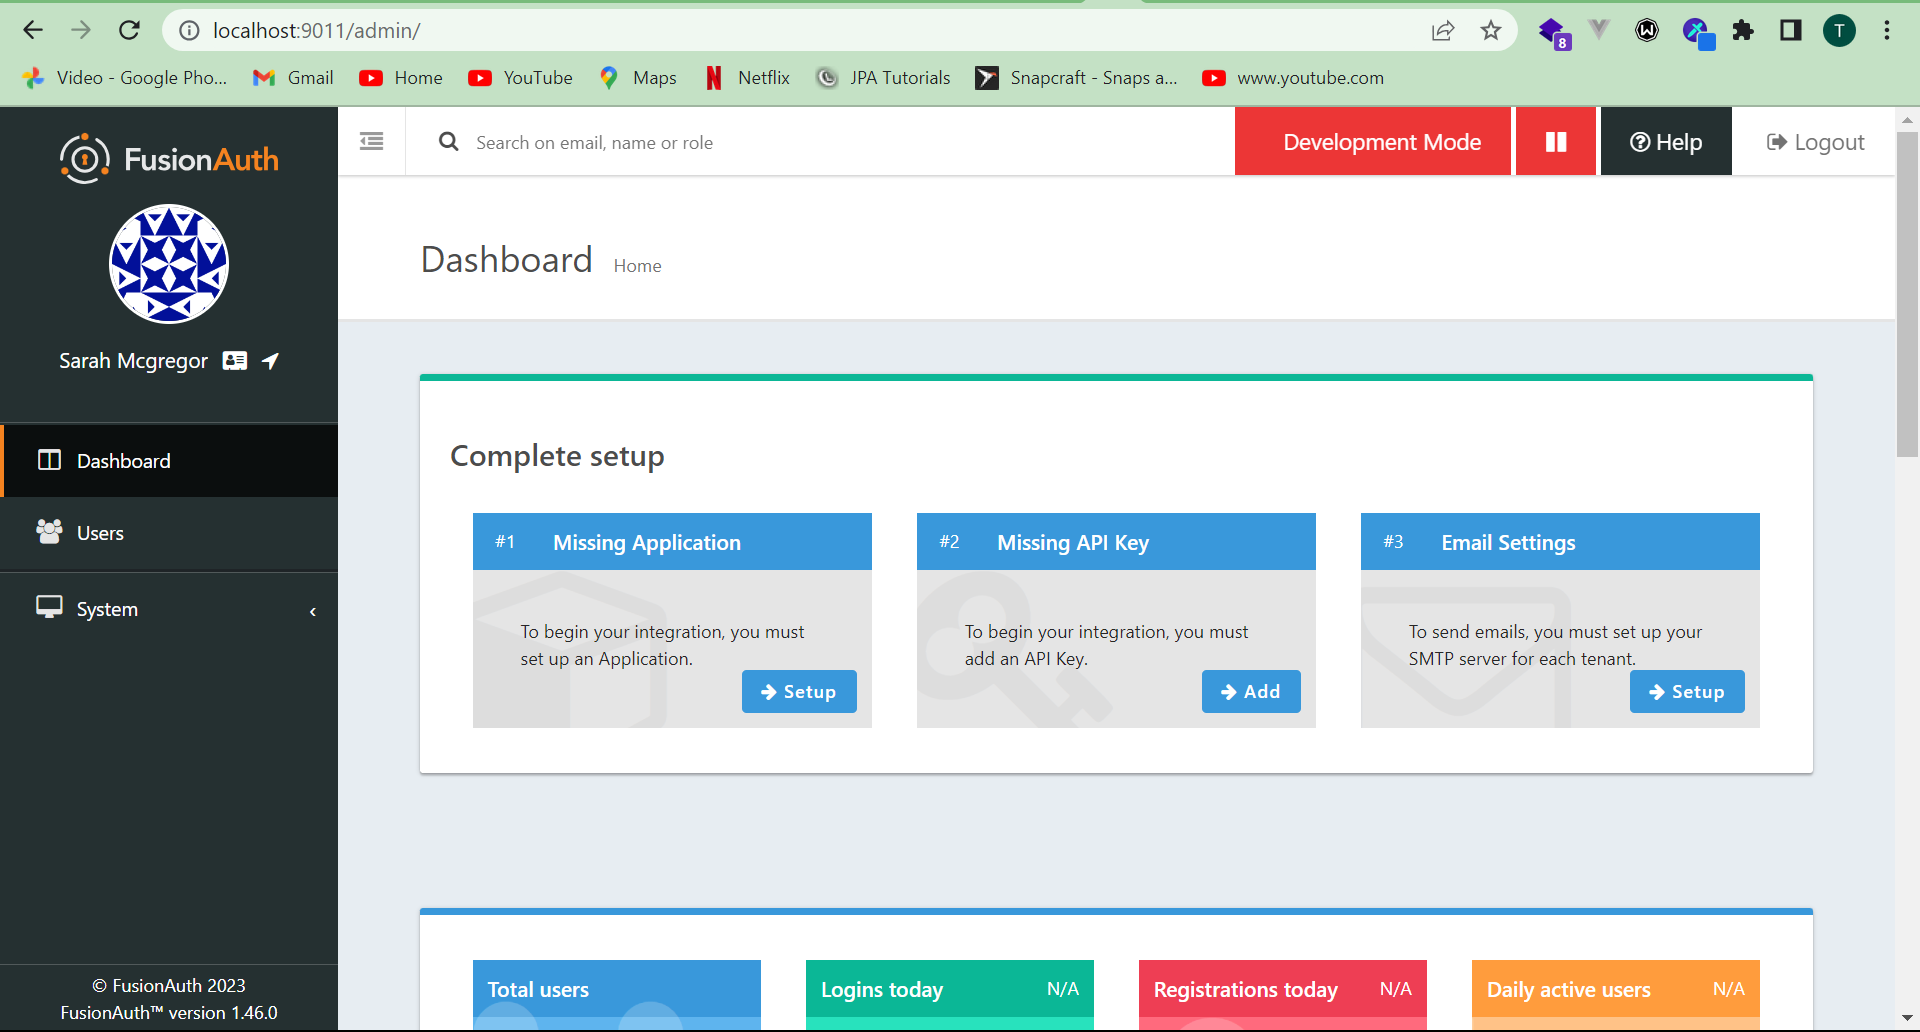 localhost:9011/admin/
8
T
Video - Google Pho...
Gmail
Home
YouTube
Maps
Netflix
JPA Tutorials
Snapcraft - Snaps a...
www.youtube.com
FusionAuth
Search on email, name or role
Development Mode
Help
Logout
Sarah Mcgregor
Dashboard
Users
System
Dashboard Home
Complete setup
#1 Missing Application
To begin your integration, you must
set up an Application.
Setup
#2 Missing API Key
To begin your integration, you must
add an API Key.
Add
#3 Email Settings
To send emails, you must set up your
SMTP server for each tenant.
Setup
Total users
Logins today N/A
Registrations today N/A
Daily active users N/A
© FusionAuth 2023
FusionAuth™ version 1.46.0